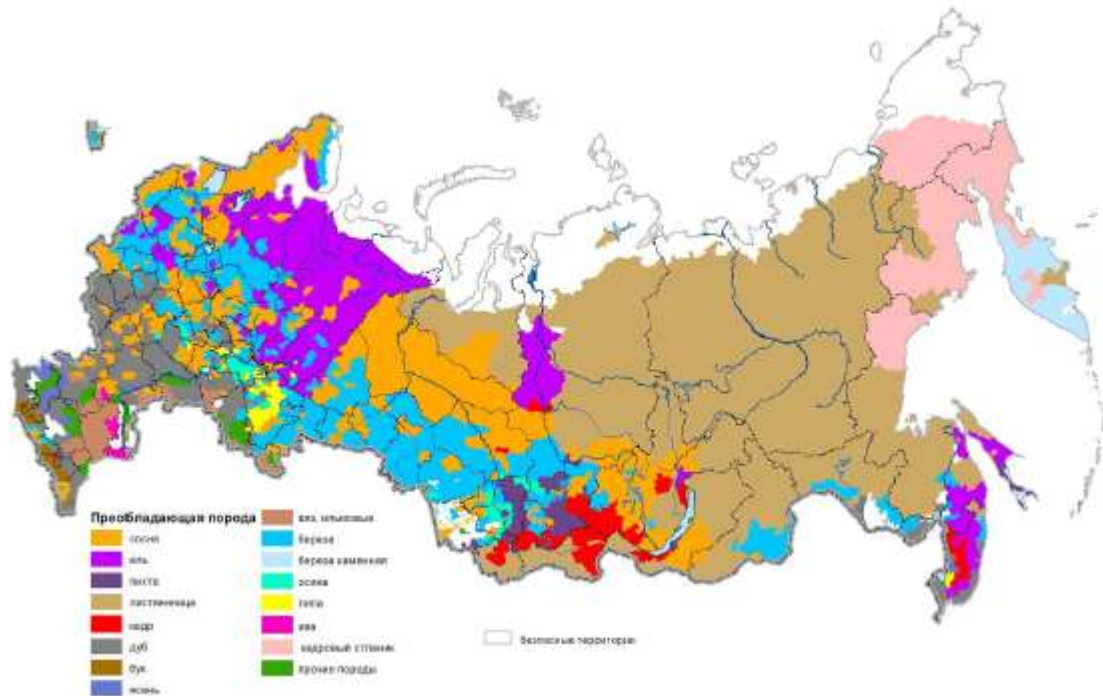 Преобладающая порода
сосна
ель
пихта
лиственница
кедр
дуб
бук
ясень
вяз, ильмовые
береза
береза каменная
осина
липа
ива
кедровый стланик
прочие породы
безлесные территории